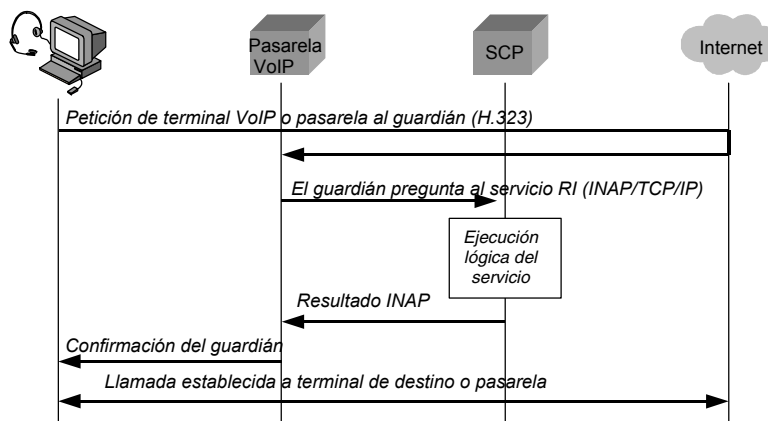 Pasarela
VoIP
SCP
Internet
Petición de terminal VoIP o pasarela al guardián (H.323)
El guardián pregunta al servicio RI (INAP/TCP/IP)
Ejecución
lógica del
servicio
Resultado INAP
Confirmación del guardián
Llamada establecida a terminal de destino o pasarela